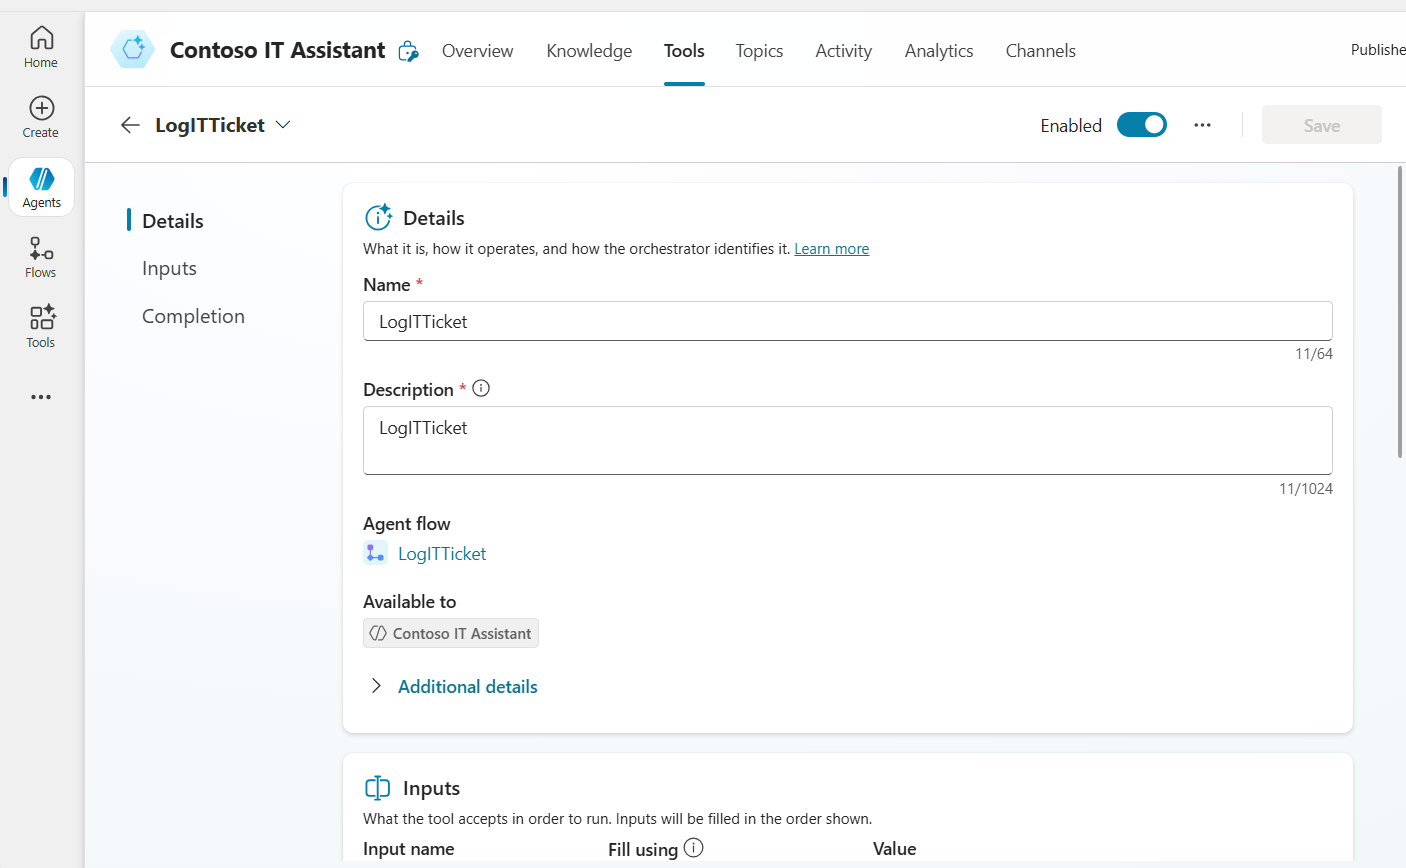 Home
Create
Agents
Flows
Tools
Contoso IT Assistant
Overview
Knowledge
Tools
Topics
Activity
Analytics
Channels
Publishe
LogITTicket
Enabled
Save
Details
Inputs
Completion
Details
What it is, how it operates, and how the orchestrator identifies it. Learn more
Name *
LogITTicket
11/64
Description *
LogITTicket
11/1024
Agent flow
LogITTicket
Available to
Contoso IT Assistant
Additional details
Inputs
What the tool accepts in order to run. Inputs will be filled in the order shown.
Input name Fill using Value